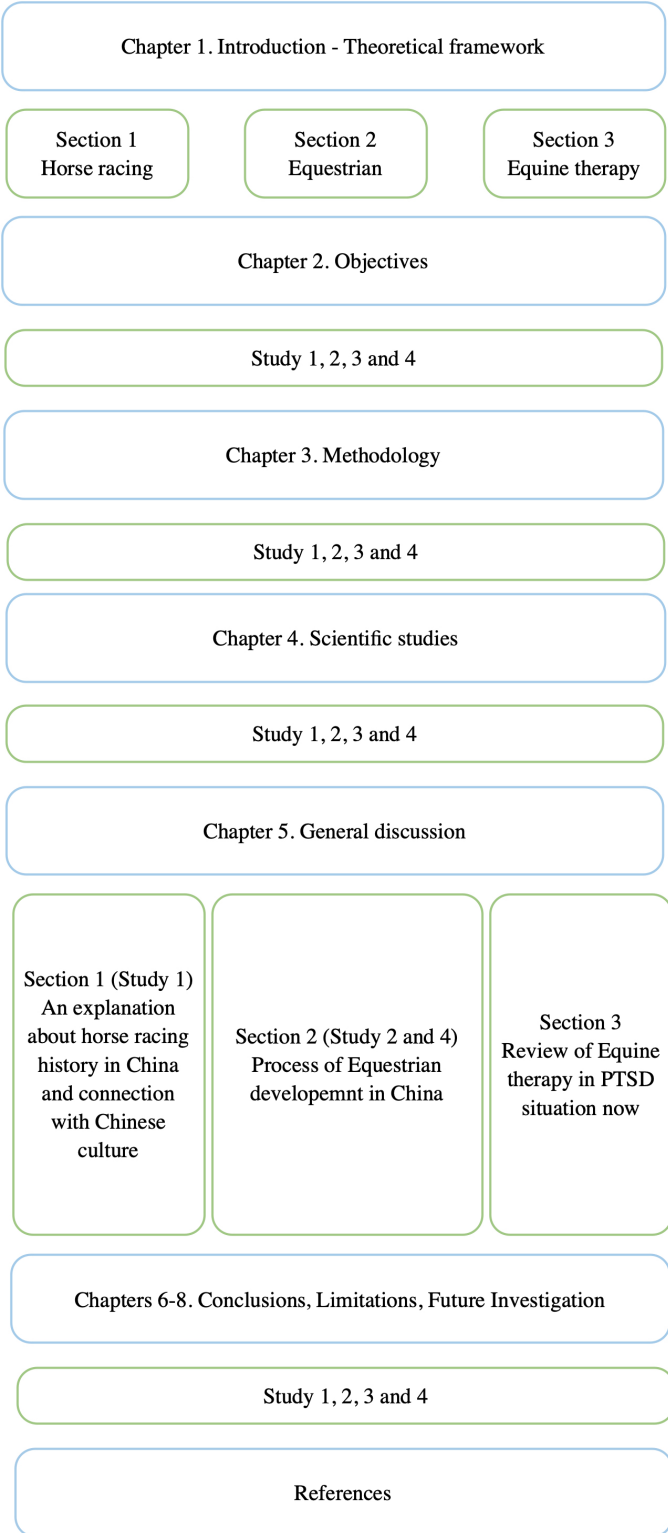 Chapter 1. Introduction - Theoretical framework
Section 1
Horse racing
Section 2
Equestrian
Section 3
Equine therapy
Chapter 2. Objectives
Study 1, 2, 3 and 4
Chapter 3. Methodology
Study 1, 2, 3 and 4
Chapter 4. Scientific studies
Study 1, 2, 3 and 4
Chapter 5. General discussion
Section 1 (Study 1)
An explanation
about horse racing
history in China
and connection
with Chinese
culture
Section 2 (Study 2 and 4)
Process of Equestrian
developemnt in China
Section 3
Review of Equine
therapy in PTSD
situation now
Chapters 6-8. Conclusions, Limitations, Future Investigation
Study 1, 2, 3 and 4
References